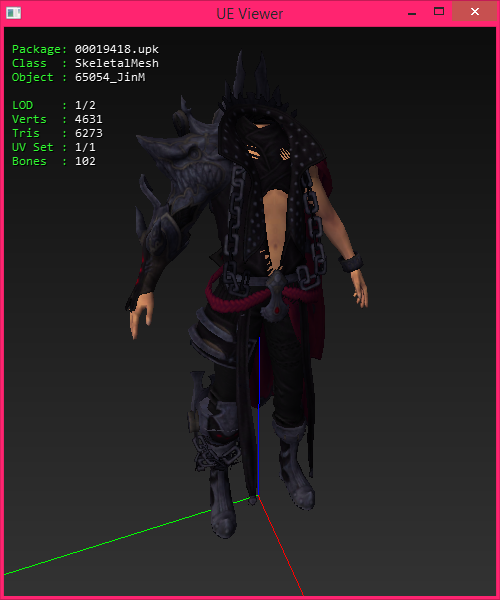 UE Viewer
Package: 00019418.upk
Class  : SkeletalMesh
Object : 65054_JinM
LOD    : 1/2
Verts  : 4631
Tris   : 6273
UV Set : 1/1
Bones  : 102